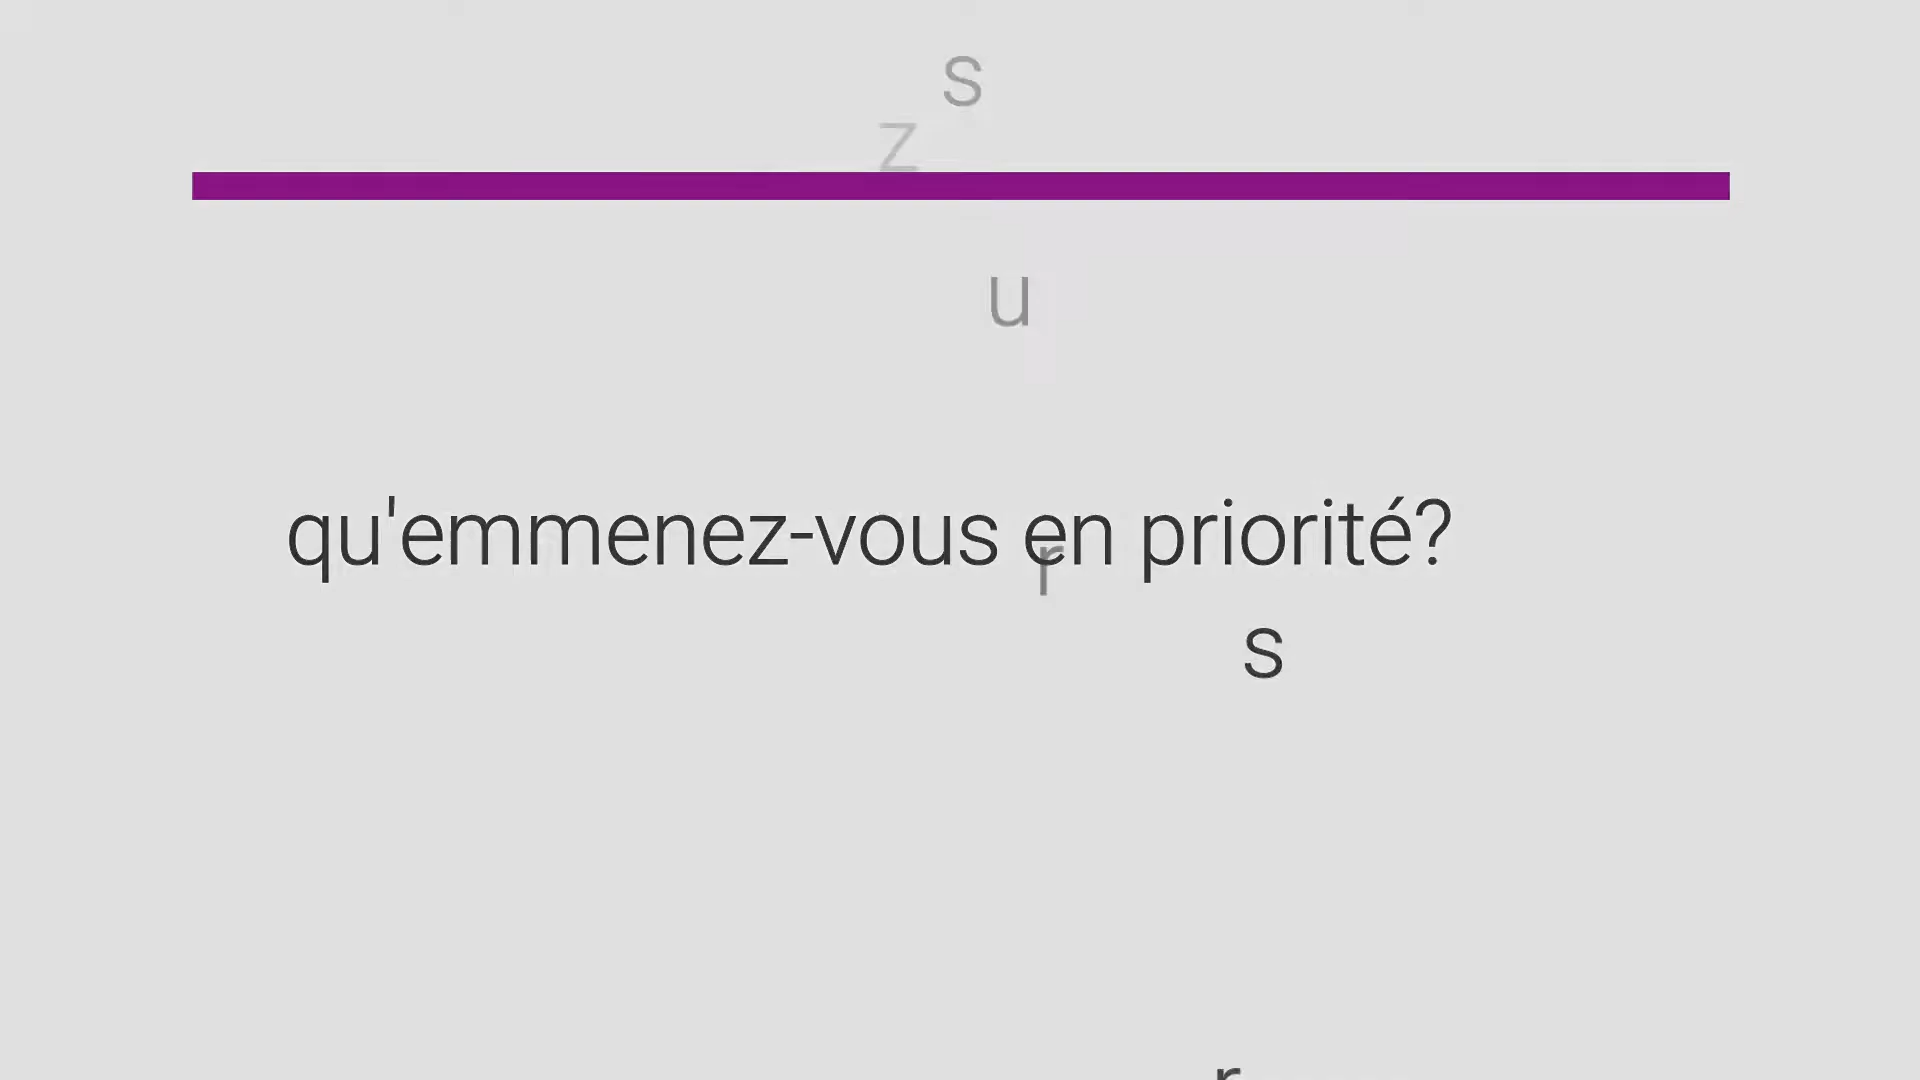 s
z
u
qu'emmenez-vous en priorité?
r
s
r